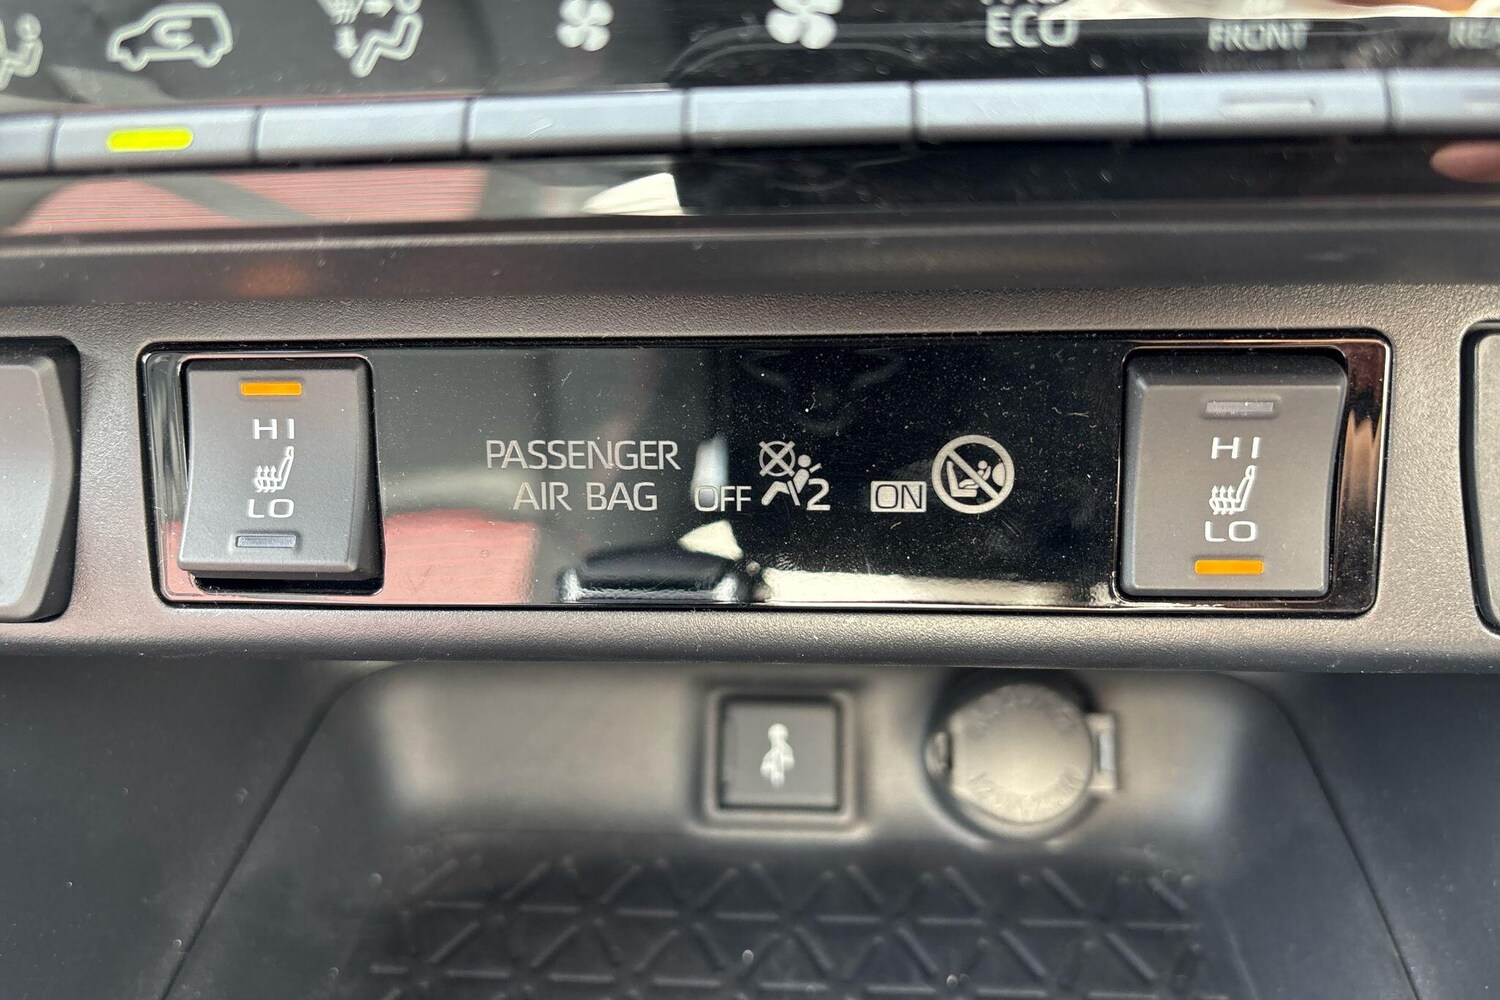 ECO
FRONT
HI
LO
PASSENGER
AIR BAG OFF 2 ON
HI
LO